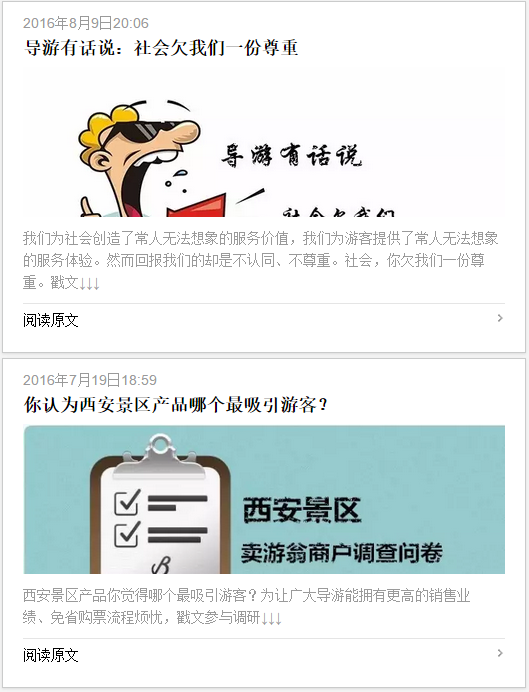 2016年8月9日20:06
导游有话说：社会欠我们一份尊重
导游有话说
社会欠我们
我们为社会创造了常人无法想象的服务价值，我们为游客提供了常人无法想象
的服务体验。然而回报我们的却是不认同、不尊重。社会，你欠我们一份尊
重。戳文↓↓↓
阅读原文
2016年7月19日18:59
你认为西安景区产品哪个最吸引游客？
西安景区
卖游翁商户调查问卷
西安景区产品你觉得哪个最吸引游客？为让广大导游能拥有更高的销售业
绩、免省购票流程烦忧，戳文参与调研↓↓↓
阅读原文